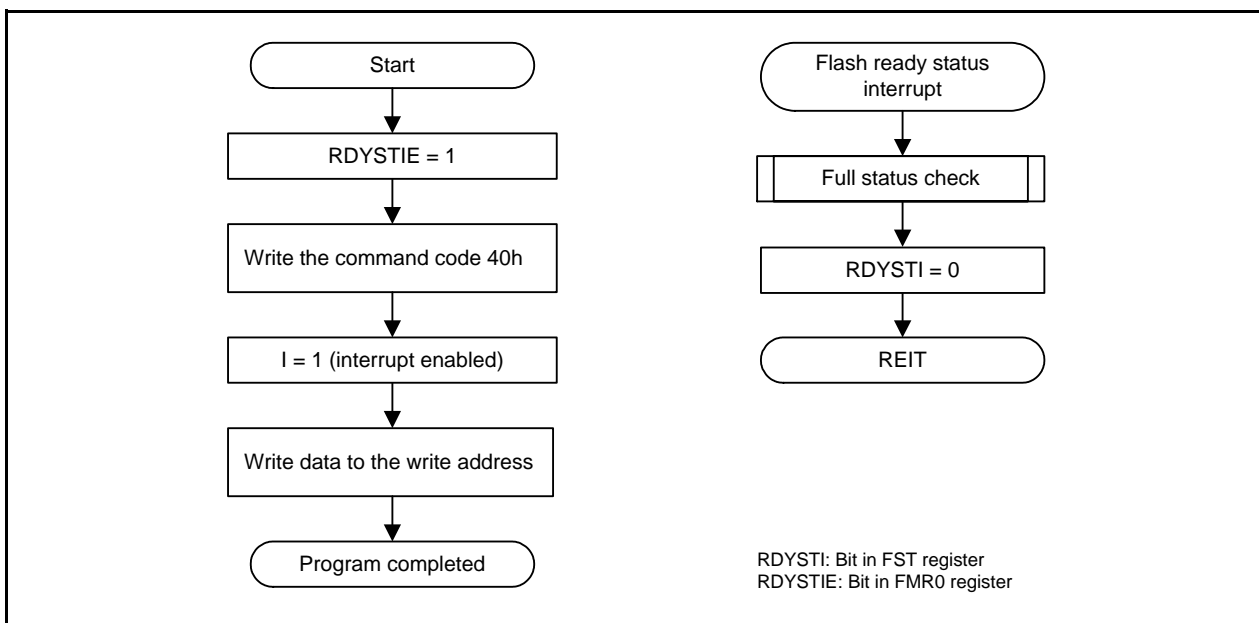 Start
RDYSTIE = 1
Write the command code 40h
I = 1 (interrupt enabled)
Write data to the write address
Program completed
Flash ready status
interrupt
Full status check
RDYSTI = 0
REIT
RDYSTI: Bit in FST register
RDYSTIE: Bit in FMR0 register